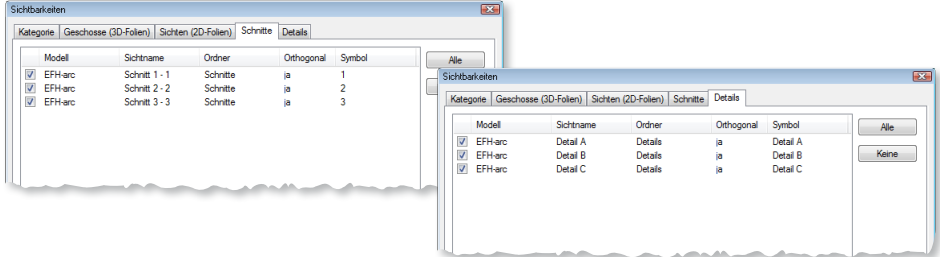 Sichtbarkeiten
Kategorie Geschosse (3D-Folien) Sichten (2D-Folien) Schnitte Details
Modell Sichtname Ordner Orthogonal Symbol
EFH-arc Schnitt 1 - 1 Schnitte ja 1
EFH-arc Schnitt 2 - 2 Schnitte ja 2
EFH-arc Schnitt 3 - 3 Schnitte ja 3
Alle
Sichtbarkeiten
Kategorie Geschosse (3D-Folien) Sichten (2D-Folien) Schnitte Details
Modell Sichtname Ordner Orthogonal Symbol
EFH-arc Detail A Details ja Detail A
EFH-arc Detail B Details ja Detail B
EFH-arc Detail C Details ja Detail C
Alle
Keine